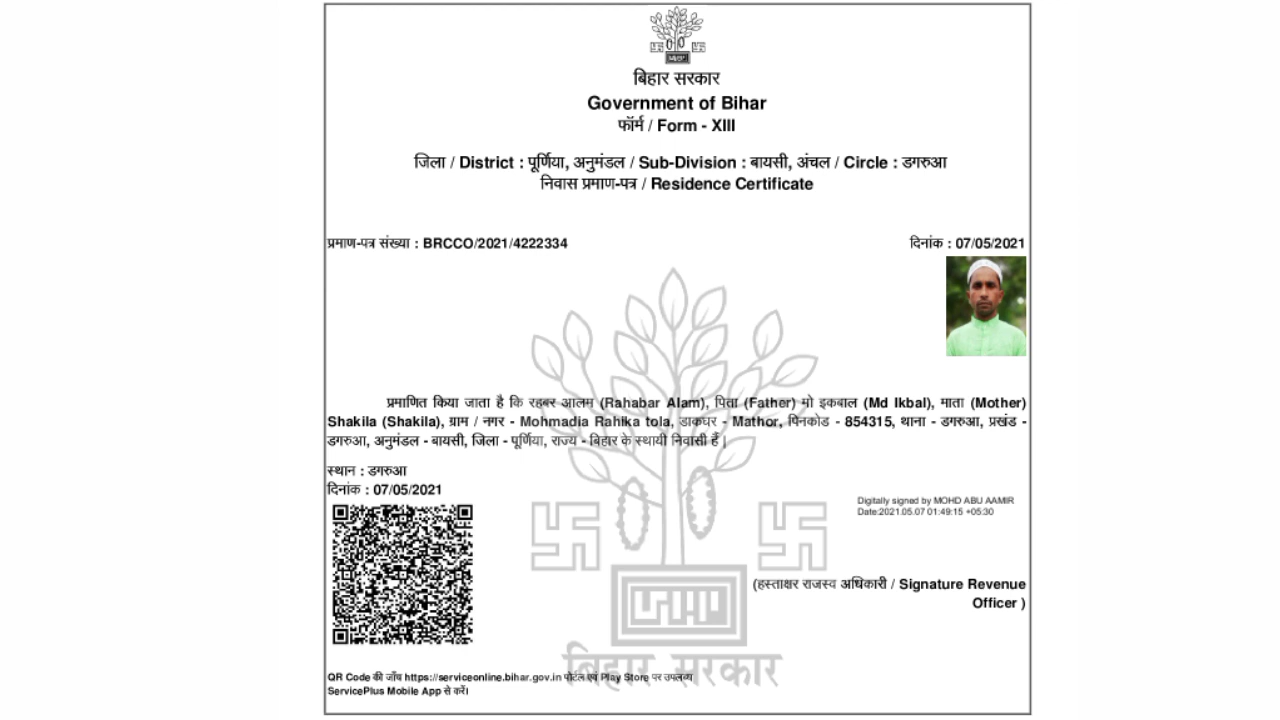 बिहार सरकार
Government of Bihar
फॉर्म / Form - XIII
जिला / District : पूर्णिया, अनुमंडल / Sub-Division : बायसी, अंचल / Circle : डगरुआ
निवास प्रमाण-पत्र / Residence Certificate
प्रमाण-पत्र संख्या : BRCCO/2021/4222334
दिनांक : 07/05/2021
प्रमाणित किया जाता है कि रहबर आलम (Rahabar Alam), पिता (Father) मो इकबाल (Md Ikbal), माता (Mother)
Shakila (Shakila), ग्राम / नगर - Mohmadia Rahika tola, डाकघर - Mathor, पिनकोड - 854315, थाना - डगरुआ, प्रखंड -
डगरुआ, अनुमंडल - बायसी, जिला - पूर्णिया, राज्य - बिहार के स्थायी निवासी हैं |
स्थान : डगरुआ
दिनांक : 07/05/2021
Digitally signed by MOHD ABU AAMIR
Date:2021.05.07 01:49:15 +05:30
(हस्ताक्षर राजस्व अधिकारी / Signature Revenue
Officer )
बिहार सरकार
QR Code की जाँच https://serviceonline.bihar.gov.in पोर्टल एवं Play Store पर उपलब्ध
ServicePlus Mobile App से करें।